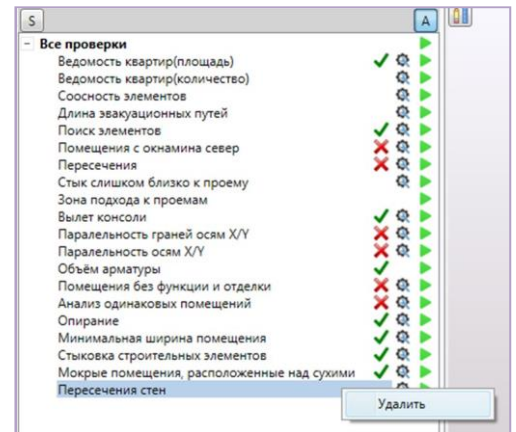 S A
Все проверки
Ведомость квартир(площадь)
Ведомость квартир(количество)
Соосность элементов
Длина эвакуационных путей
Поиск элементов
Помещения с окнамина север
Пересечения
Стык слишком близко к проему
Зона подхода к проемам
Вылет консоли
Паралельность граней осям X/Y
Паралельность осям X/Y
Объём арматуры
Помещения без функции и отделки
Анализ одинаковых помещений
Опирание
Минимальная ширина помещения
Стыковка строительных элементов
Мокрые помещения, расположенные над сухими
Пересечения стен
Удалить